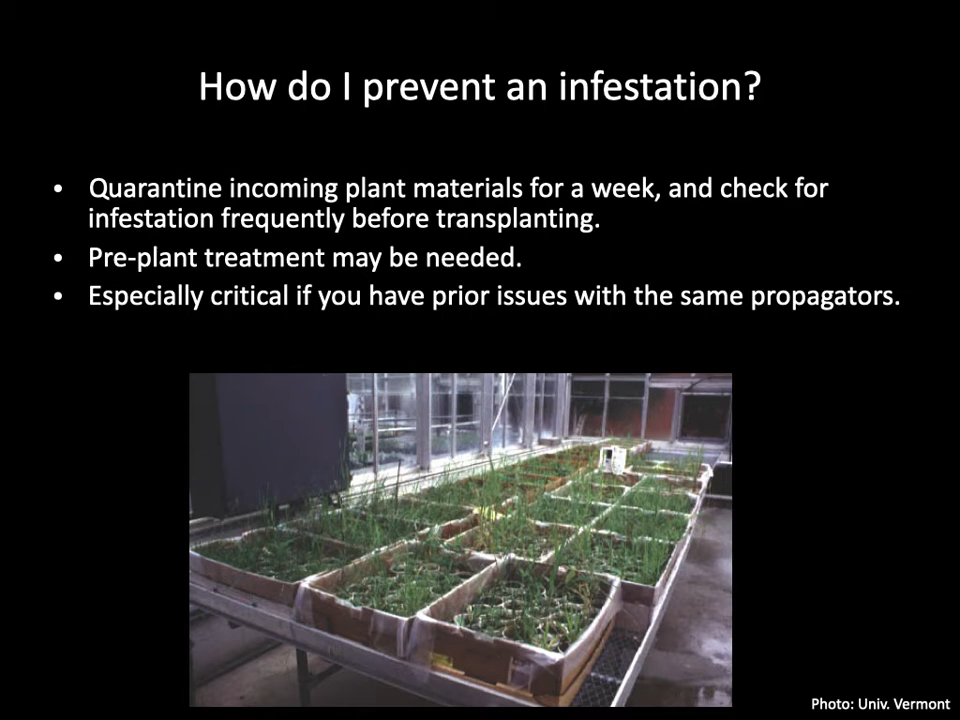 How do I prevent an infestation?
• Quarantine incoming plant materials for a week, and check for
infestation frequently before transplanting.
• Pre-plant treatment may be needed.
• Especially critical if you have prior issues with the same propagators.
Photo: Univ. Vermont